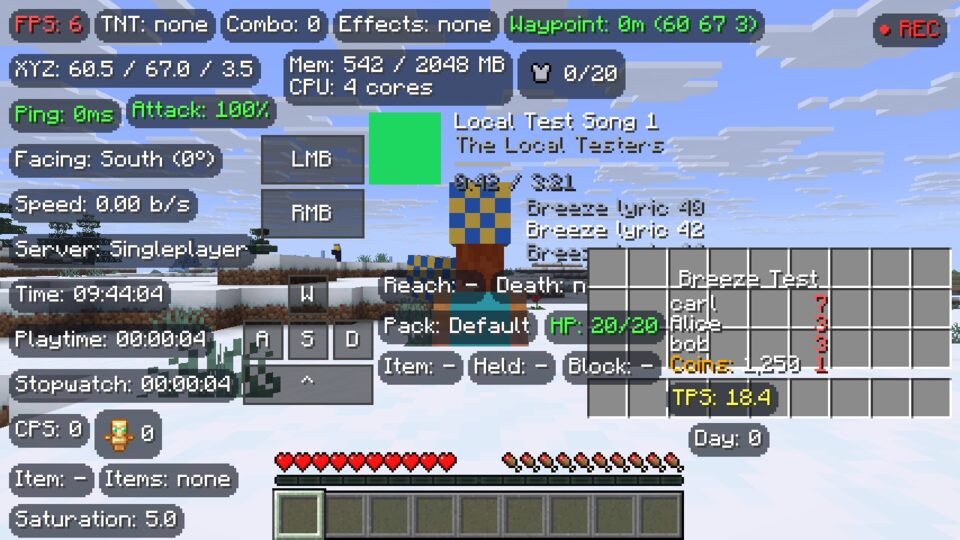 FPS: 6
TNT: none
Combo: 0
Effects: none
Waypoint: 0m (60 67 3)
REC
XYZ: 60.5 / 67.0 / 3.5
Mem: 542 / 2048 MB
CPU: 4 cores
0/20
Ping: 0ms
Attack: 100%
Local Test Song 1
The Local Testers
0:42 / 3:21
Facing: South (0°)
LMB
RMB
Speed: 0.00 b/s
Breeze lyric 40
Breeze lyric 42
Breeze
Server: Singleplayer
Time: 09:44:04
W
Reach: -
Death: n
Breeze Test
carl 7
Alice 3
bob 3
Coins: 1,250 1
Playtime: 00:00:04
A
S
D
Pack: Default
HP: 20/20
Item: -
Held: -
Block: -
Stopwatch: 00:00:04
^
TPS: 18.4
CPS: 0
0
Day: 0
Item: -
Items: none
Saturation: 5.0